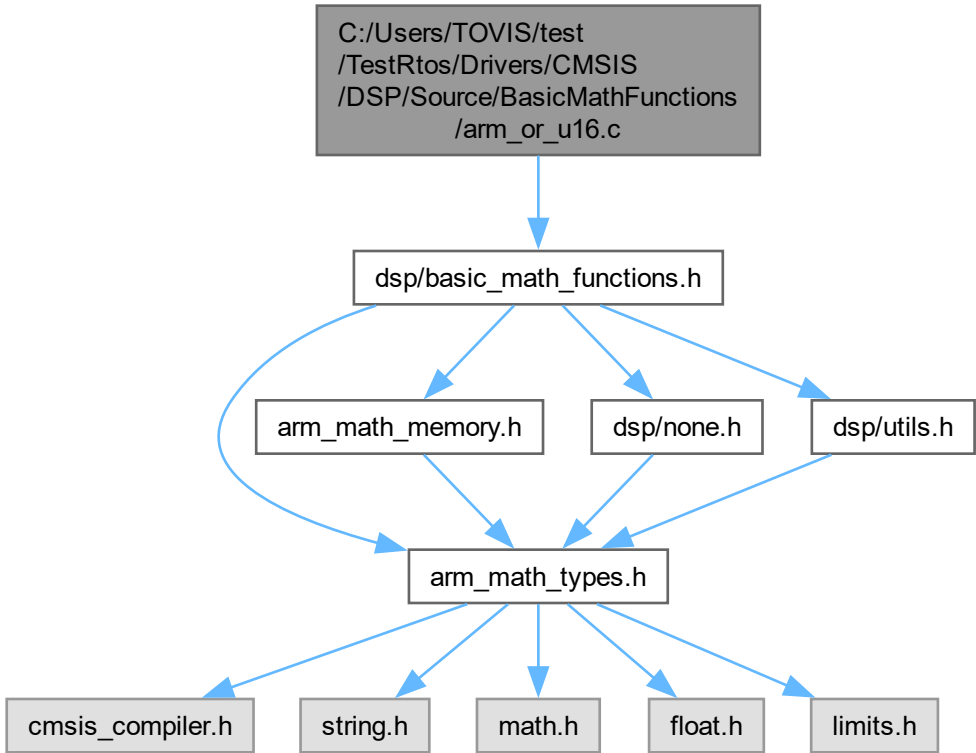 C:/Users/TOVIS/test
/TestRtos/Drivers/CMSIS
/DSP/Source/BasicMathFunctions
/arm_or_u16.c
dsp/basic_math_functions.h
arm_math_memory.h
dsp/none.h
dsp/utils.h
arm_math_types.h
cmsis_compiler.h
string.h
math.h
float.h
limits.h